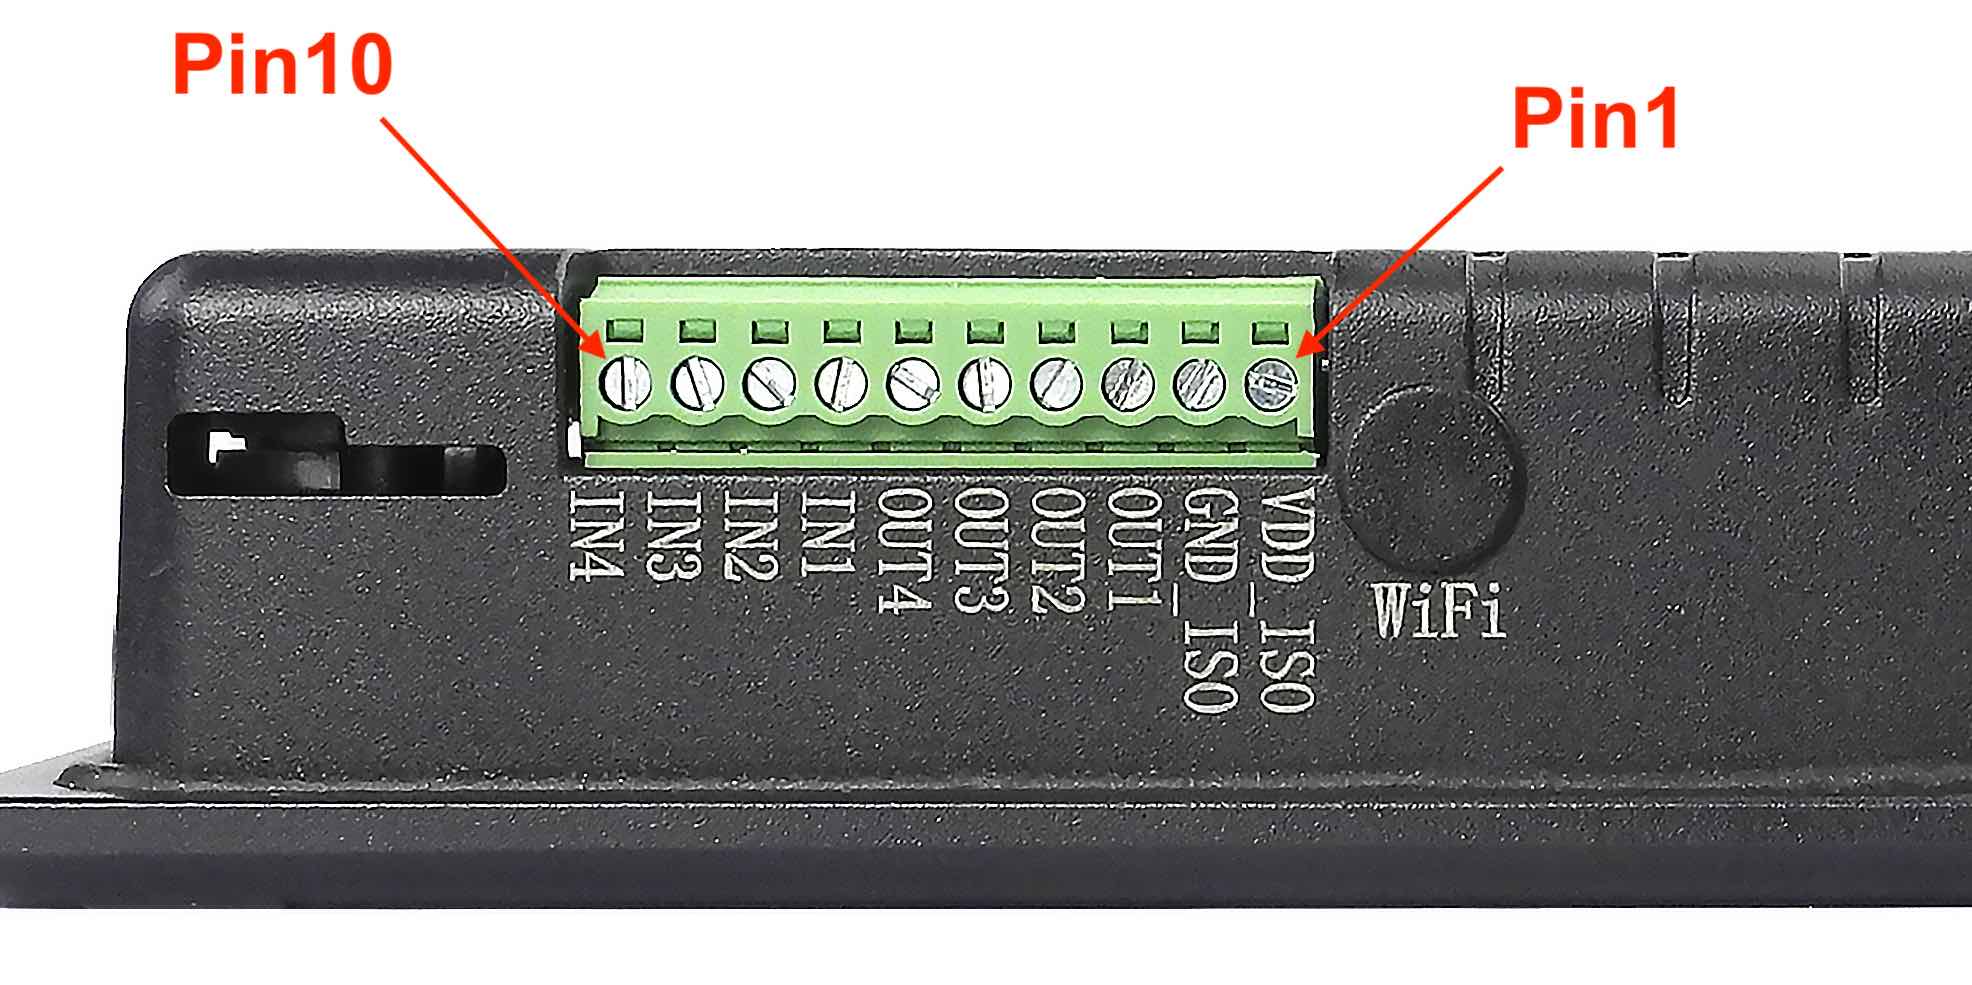 Pin10
Pin1
IN4
IN3
IN2
IN1
OUT4
OUT3
OUT2
OUT1
GND_ISO
VDD_ISO
WiFi